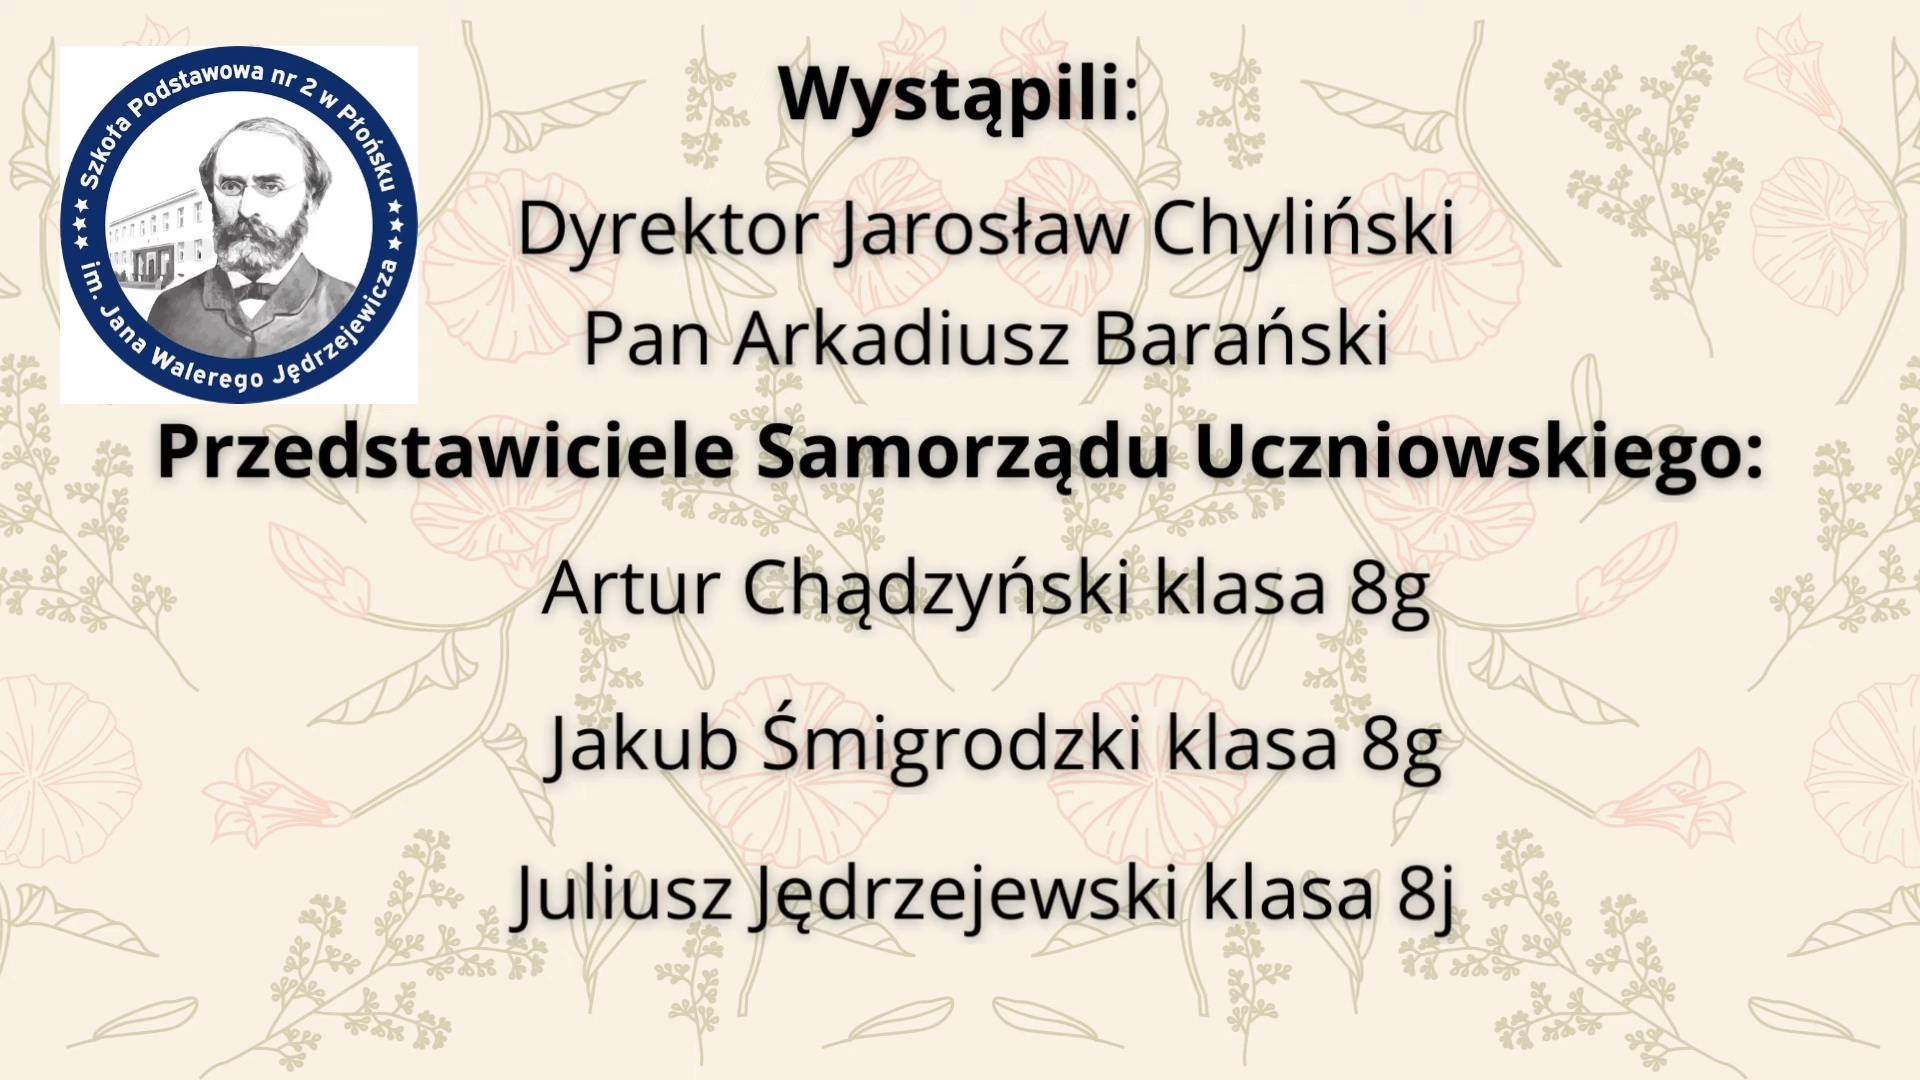 Szkoła Podstawowa nr 2 w Płońsku
im. Jana Walerego Jędrzejewicza
Wystąpili:
Dyrektor Jarosław Chyliński
Pan Arkadiusz Barański
Przedstawiciele Samorządu Uczniowskiego:
Artur Chądzyński klasa 8g
Jakub Śmigrodzki klasa 8g
Juliusz Jędrzejewski klasa 8j